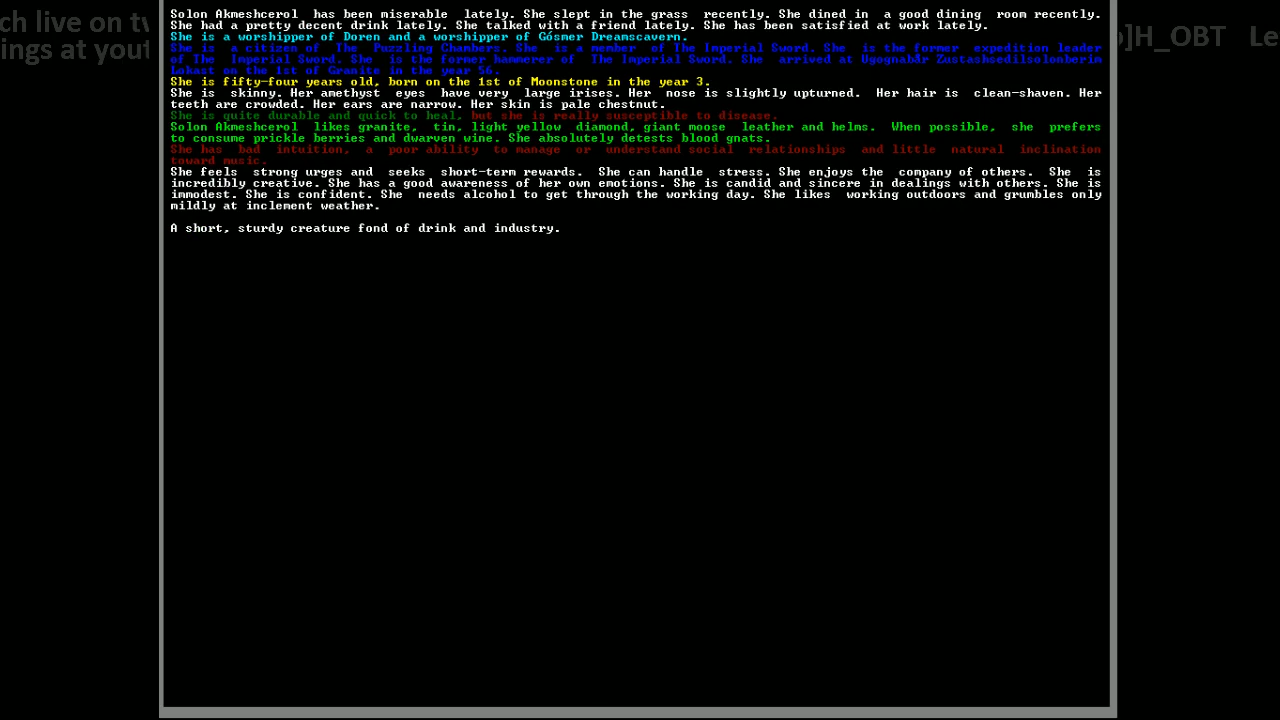 ch live on tw
ings at yout
Solon Akmeshcerol has been miserable lately. She slept in the grass recently. She dined in a good dining room recently.
She had a pretty decent drink lately. She talked with a friend lately. She has been satisfied at work lately.
She is a worshipper of Doren and a worshipper of Gósmer Dreamscavern.
She is a citizen of The Puzzling Chambers. She is a member of The Imperial Sword. She is the former expedition leader
of The Imperial Sword. She is the former hammerer of The Imperial Sword. She arrived at Ugognabår Zustashsedilsolonberim
Lokast on the 1st of Granite in the year 56.
She is fifty-four years old, born on the 1st of Moonstone in the year 3.
She is skinny. Her amethyst eyes have very large irises. Her nose is slightly upturned. Her hair is clean-shaven. Her
teeth are crowded. Her ears are narrow. Her skin is pale chestnut.
She is quite durable and quick to heal, but she is really susceptible to disease.
Solon Akmeshcerol likes granite, tin, light yellow diamond, giant moose leather and helms. When possible, she prefers
to consume prickle berries and dwarven wine. She absolutely detests blood gnats.
She has bad intuition, a poor ability to manage or understand social relationships and little natural inclination
toward music.
She feels strong urges and seeks short-term rewards. She can handle stress. She enjoys the company of others. She is
incredibly creative. She has a good awareness of her own emotions. She is candid and sincere in dealings with others. She is
immodest. She is confident. She needs alcohol to get through the working day. She likes working outdoors and grumbles only
mildly at inclement weather.
A short, sturdy creature fond of drink and industry.
]H_OBT Le